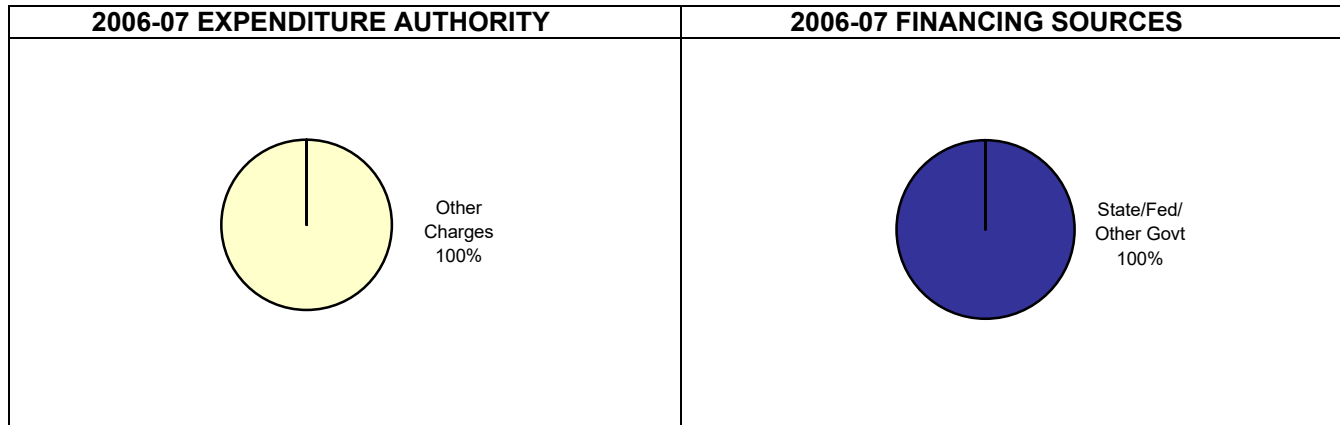 2006-07 EXPENDITURE AUTHORITY
2006-07 FINANCING SOURCES
Other
Charges
100%
State/Fed/
Other Govt
100%